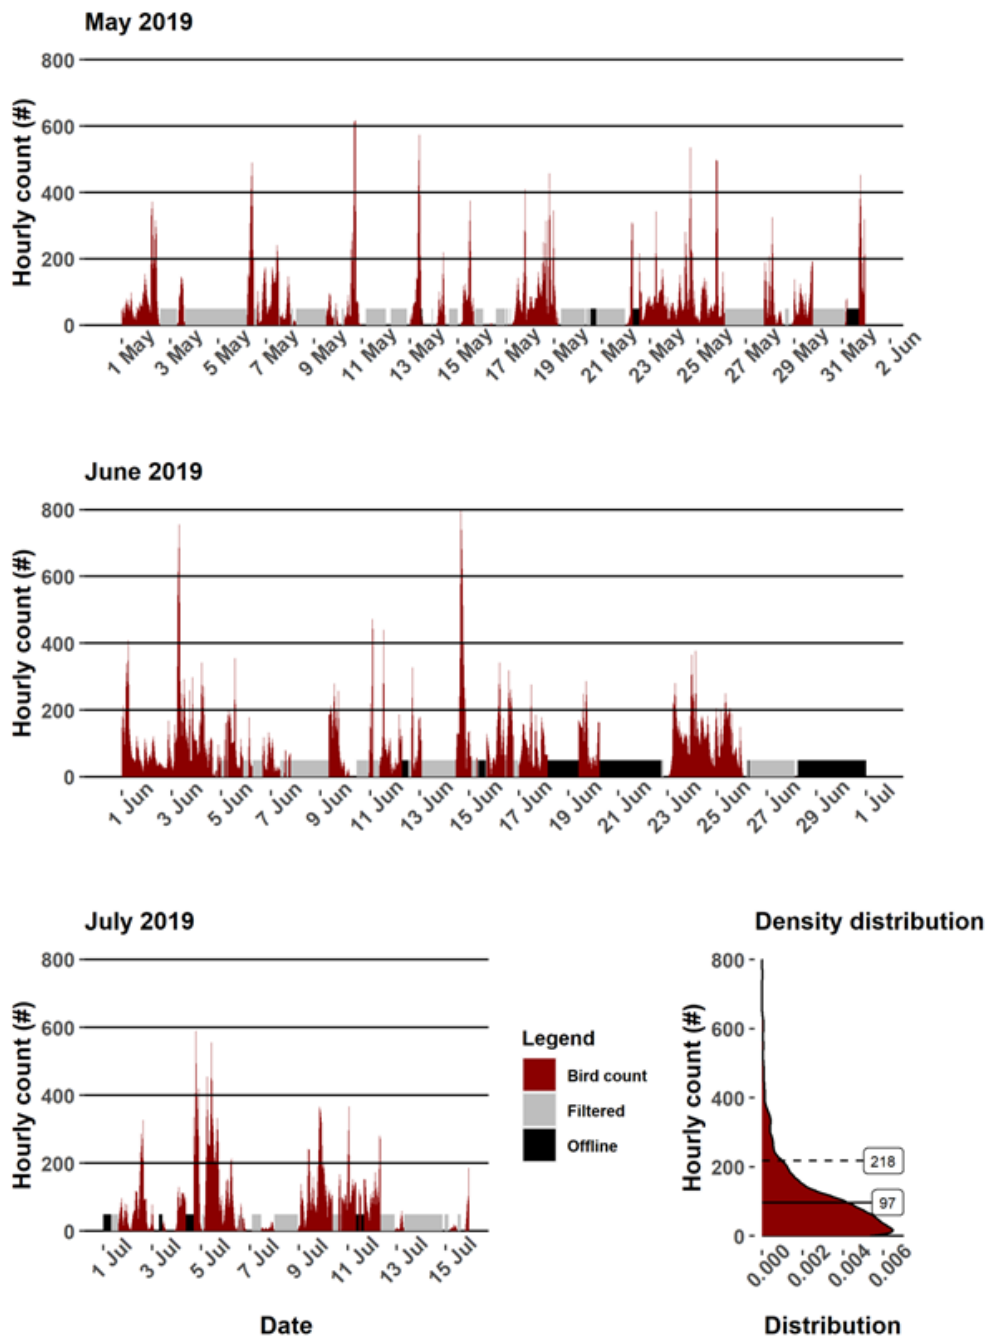 May 2019
Hourly count (#)
800
600
400
200
0
1 May 3 May 5 May 7 May 9 May 11 May 13 May 15 May 17 May 19 May 21 May 23 May 25 May 27 May 29 May 31 May 2 Jun
June 2019
Hourly count (#)
800
600
400
200
0
1 Jun 3 Jun 5 Jun 7 Jun 9 Jun 11 Jun 13 Jun 15 Jun 17 Jun 19 Jun 21 Jun 23 Jun 25 Jun 27 Jun 29 Jun 1 Jul
July 2019
Hourly count (#)
800
600
400
200
0
1 Jul 3 Jul 5 Jul 7 Jul 9 Jul 11 Jul 13 Jul 15 Jul
Date
Legend
Bird count
Filtered
Offline
Density distribution
Hourly count (#)
800
600
400
200
0
218
97
0.000 0.002 0.004 0.006
Distribution